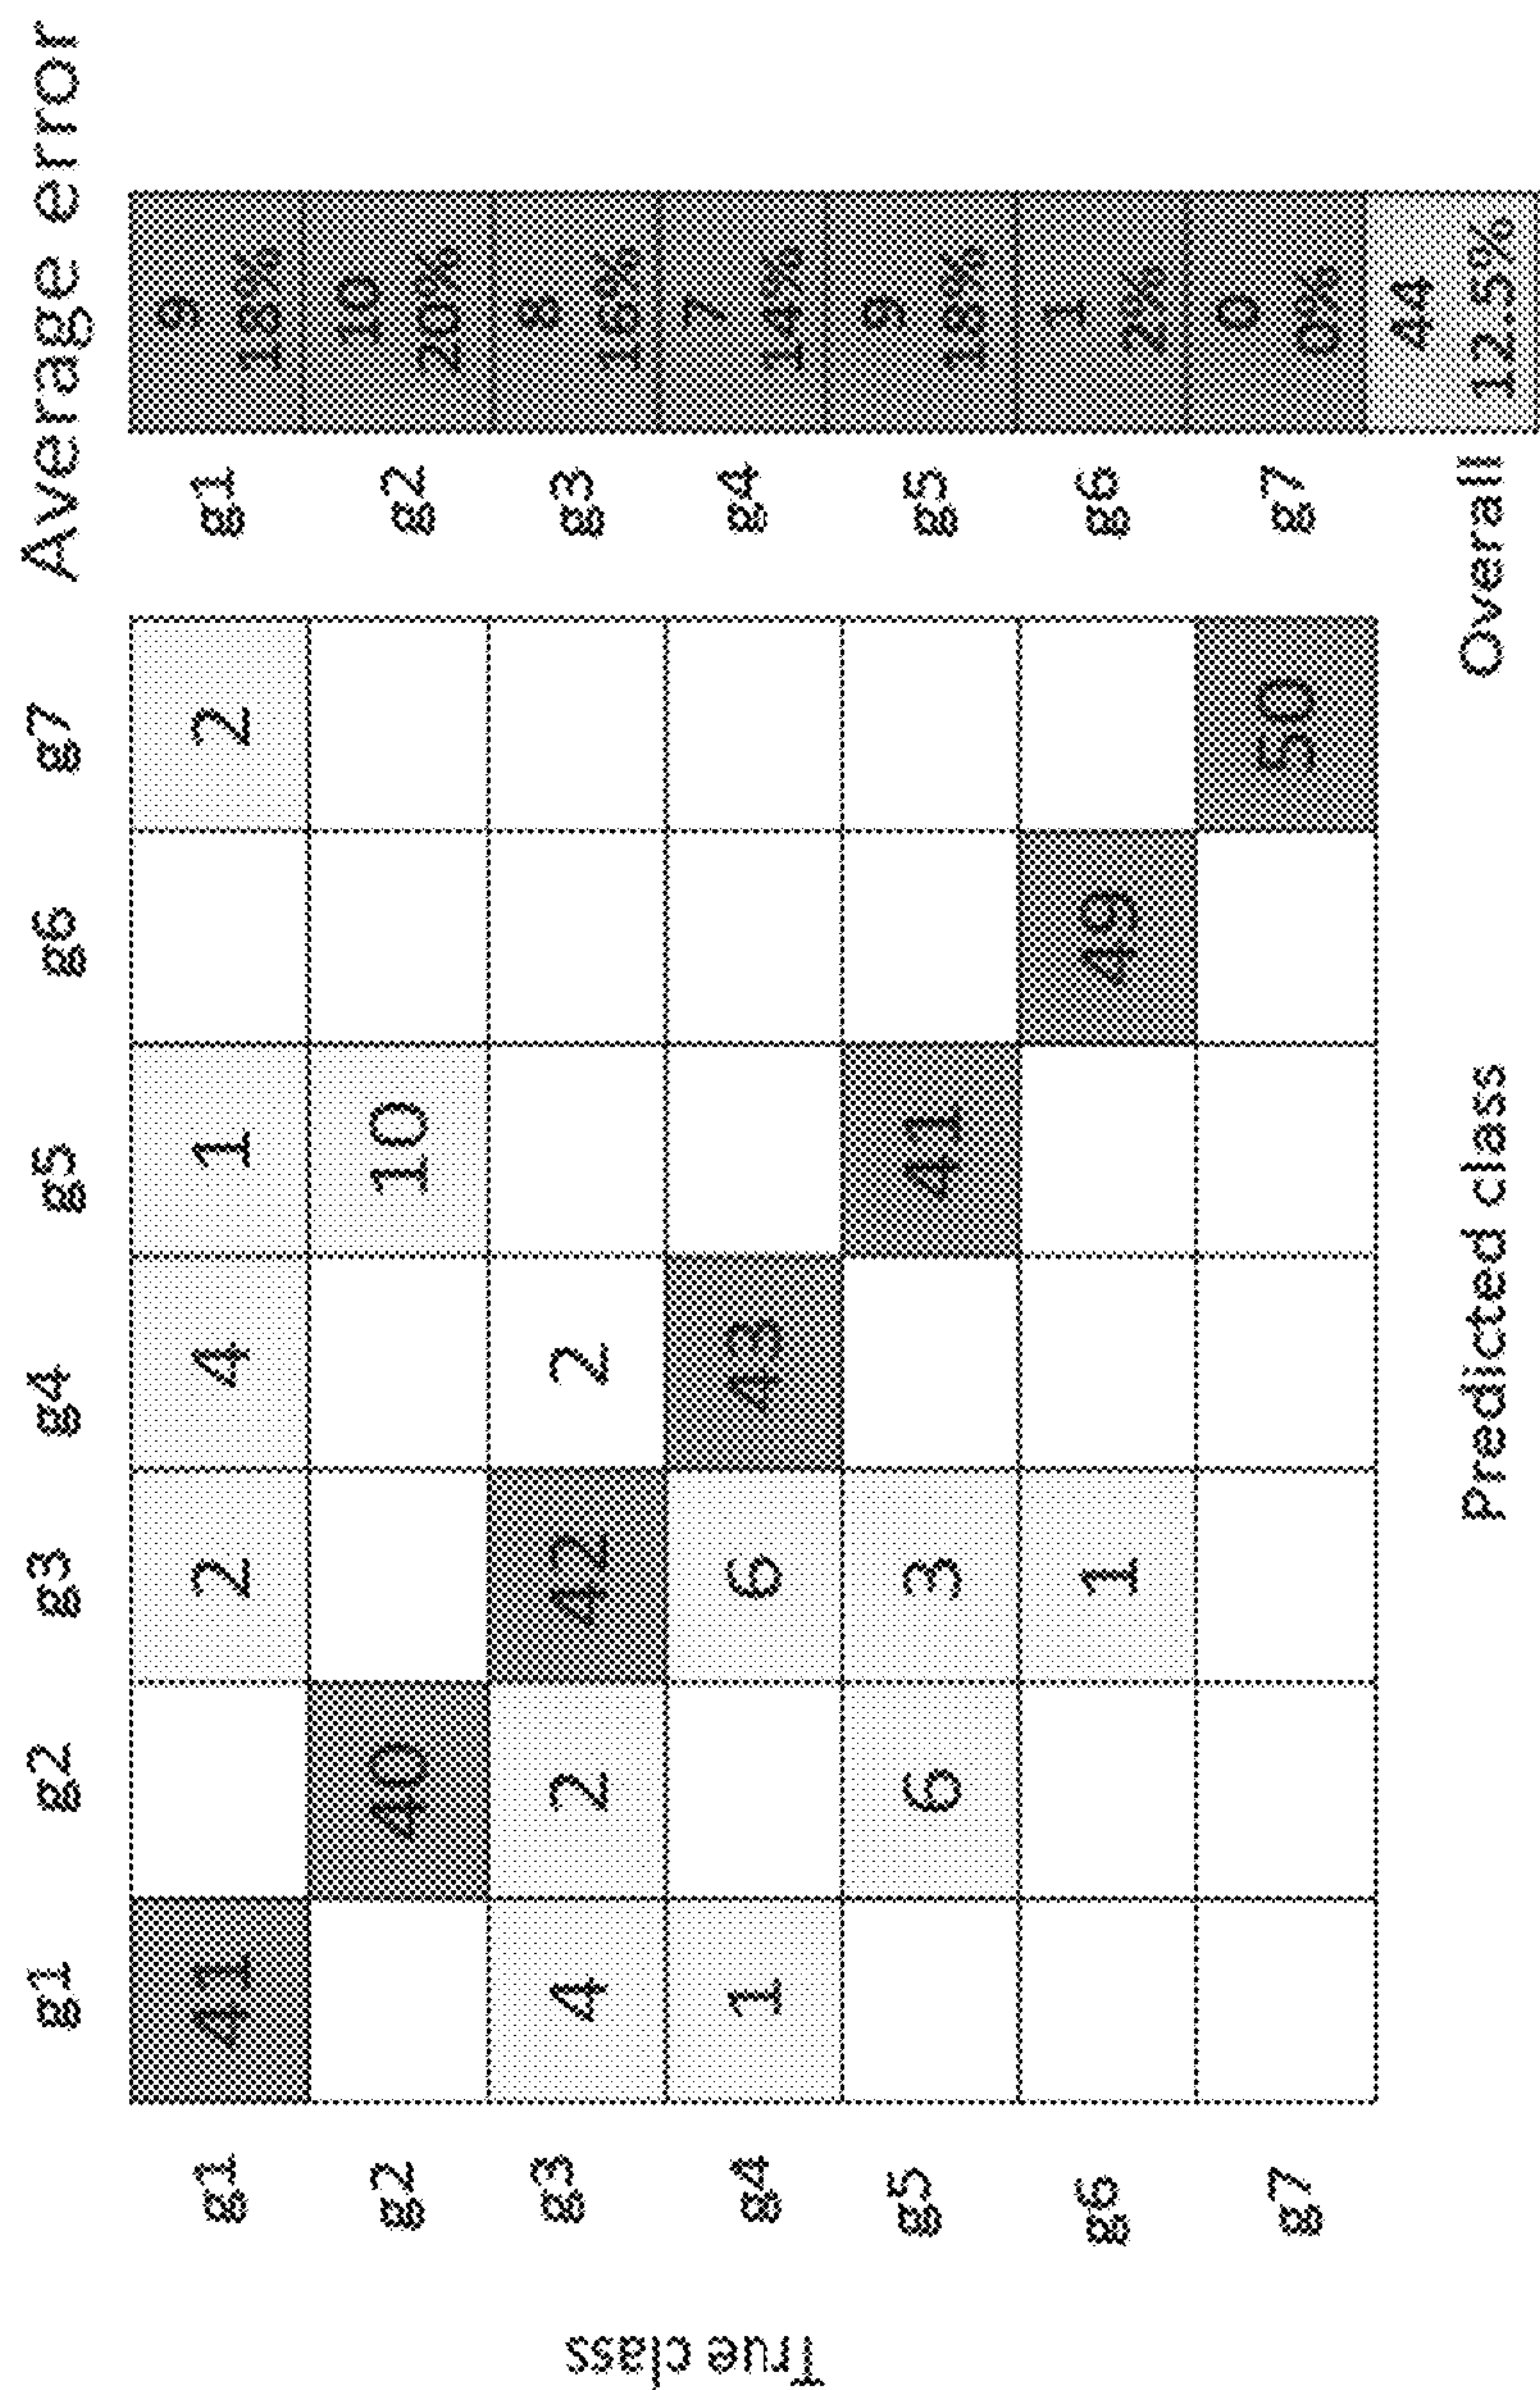 g1 g2 g3 g4 g5 g6 g7 Average error
g1 41 2 4 1 2 g1 9 18%
g2 40 10 g2 10 20%
g3 4 2 42 2 g3 8 16%
g4 1 6 43 g4 7 14%
g5 6 3 41 g5 9 18%
g6 1 49 g6 1 2%
g7 50 g7 0 0%
True class
Predicted class
Overall 44 12.5%